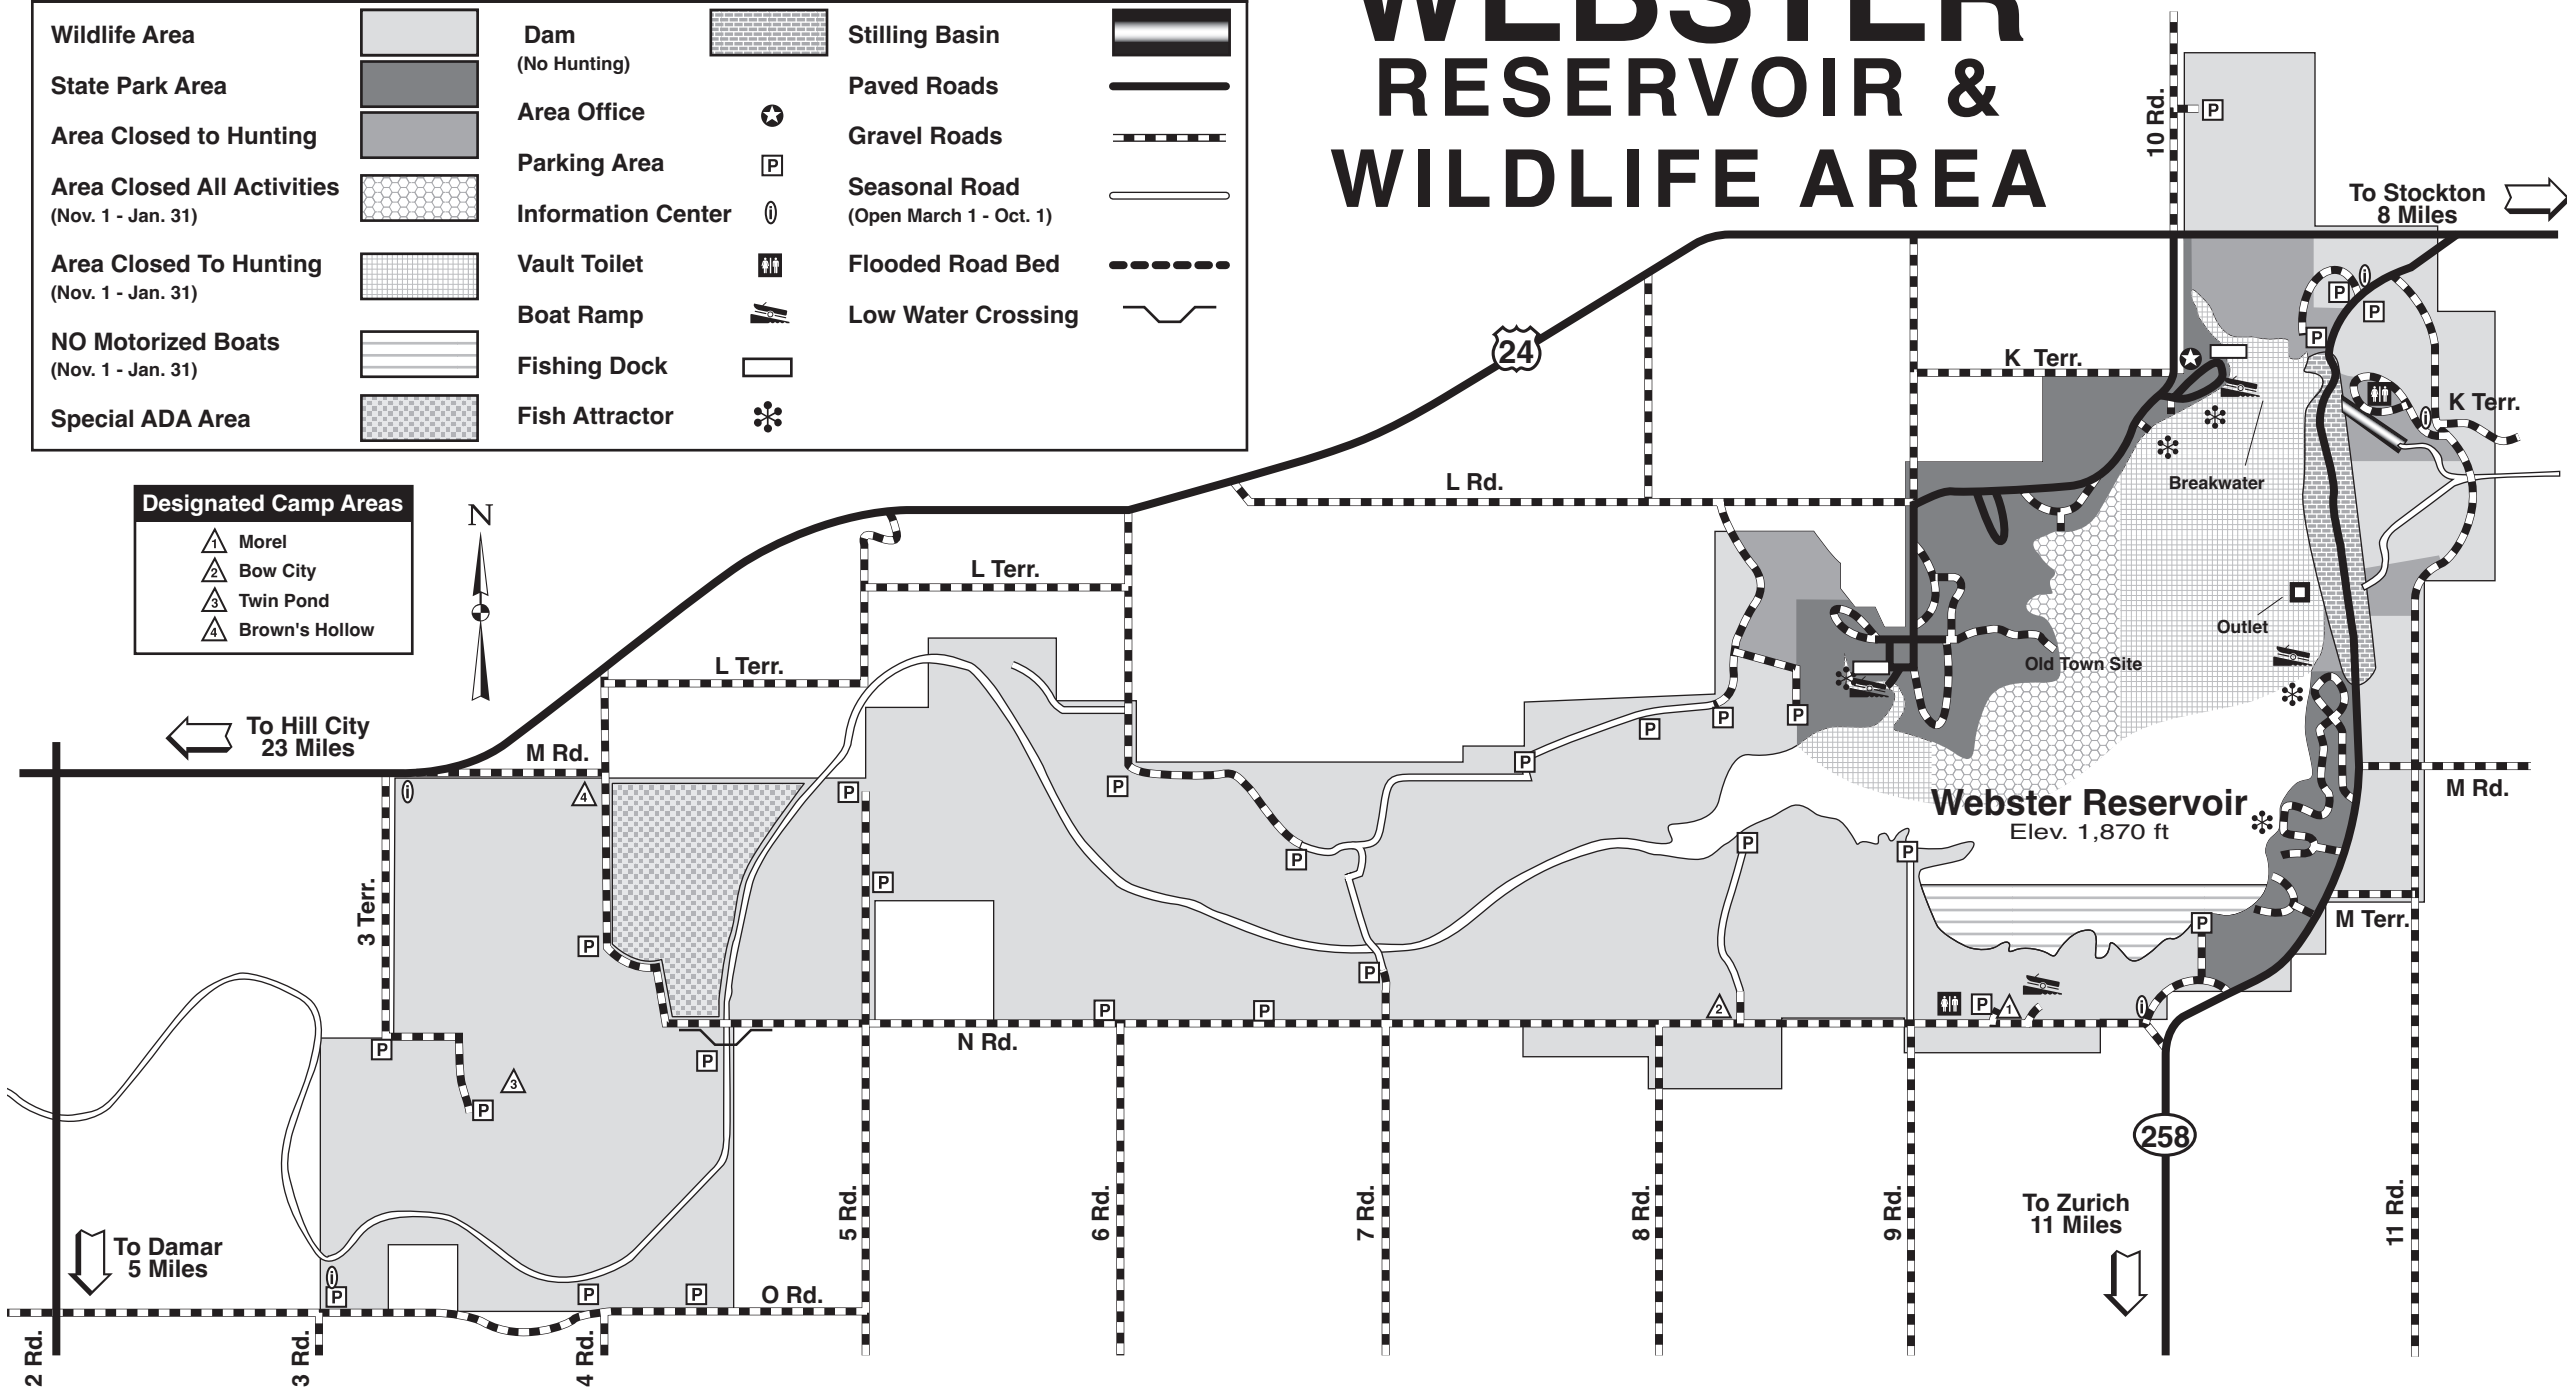 WEBSTER
RESERVOIR &
WILDLIFE AREA
Wildlife Area
State Park Area
Area Closed to Hunting
Area Closed All Activities
(Nov. 1 - Jan. 31)
Area Closed To Hunting
(Nov. 1 - Jan. 31)
NO Motorized Boats
(Nov. 1 - Jan. 31)
Special ADA Area
Dam
(No Hunting)
Area Office
Parking Area
P
Information Center
i
Vault Toilet
Boat Ramp
Fishing Dock
Fish Attractor
Stilling Basin
Paved Roads
Gravel Roads
Seasonal Road
(Open March 1 - Oct. 1)
Flooded Road Bed
Low Water Crossing
Designated Camp Areas
1 Morel
2 Bow City
3 Twin Pond
4 Brown's Hollow
N
10 Rd.
P
To Stockton
8 Miles
24
K Terr.
i
P
P
P
K Terr.
i
Breakwater
L Rd.
L Terr.
Outlet
Old Town Site
L Terr.
To Hill City
23 Miles
M Rd.
P
P
P
P
M Rd.
i
4
P
P
Webster Reservoir
Elev. 1,870 ft
P
P
P
P
3 Terr.
P
P
M Terr.
P
P
P
2
P
1
i
N Rd.
P
P
3
P
258
5 Rd.
6 Rd.
7 Rd.
8 Rd.
9 Rd.
11 Rd.
To Zurich
11 Miles
To Damar
5 Miles
i
P
P
P
O Rd.
2 Rd.
3 Rd.
4 Rd.